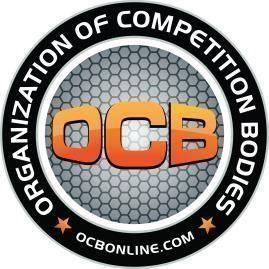 ORGANIZATION OF COMPETITION BODIES
OCB
OCBONLINE.COM